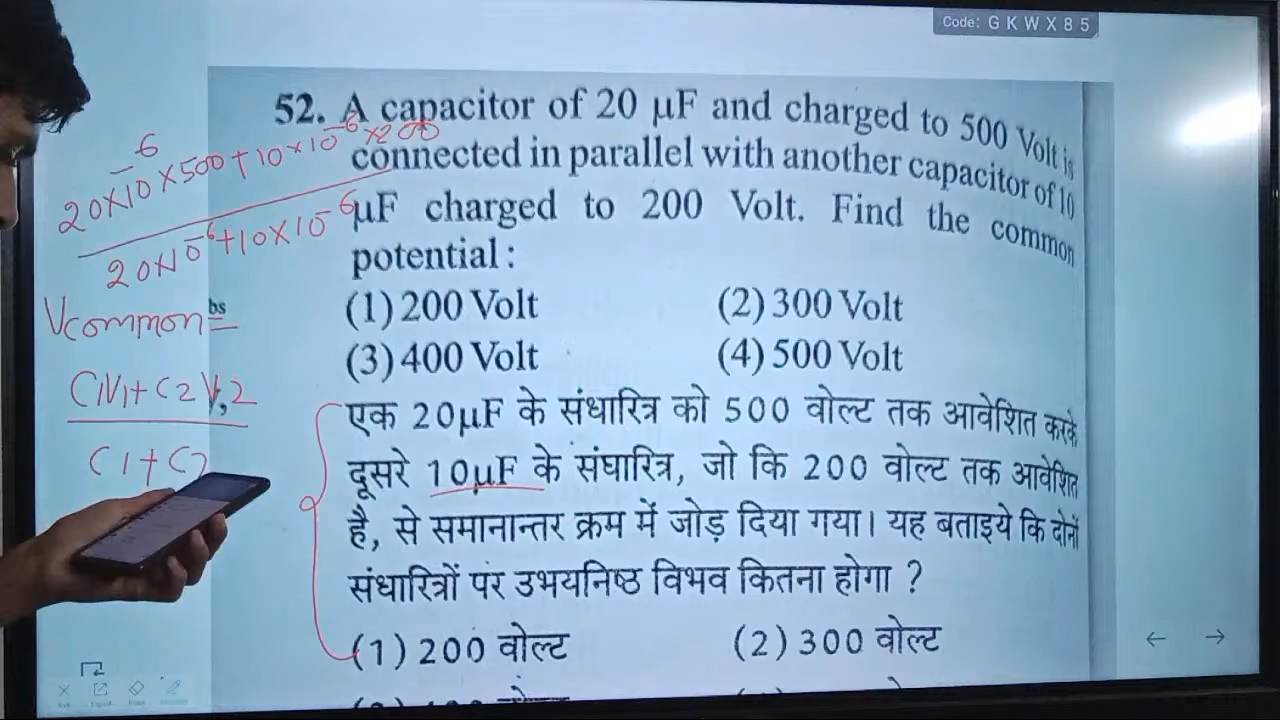 Code: G K W X 8 5
52. A capacitor of 20 μF and charged to 500 Volt is
connected in parallel with another capacitor of 10
μF charged to 200 Volt. Find the common
potential :
(1) 200 Volt (2) 300 Volt
(3) 400 Volt (4) 500 Volt
एक 20μF के संधारित्र को 500 वोल्ट तक आवेशित करके
दूसरे 10μF के संघारित्र, जो कि 200 वोल्ट तक आवेशित
है, से समानान्तर क्रम में जोड़ दिया गया। यह बताइये कि दोनों
संधारित्रों पर उभयनिष्ठ विभव कितना होगा ?
(1) 200 वोल्ट (2) 300 वोल्ट
20×10⁻⁶×500+10×10⁻⁶×200
20×10⁻⁶+10×10⁻⁶
Vcommon=
bs
C1V1+C2V2
C1+C2